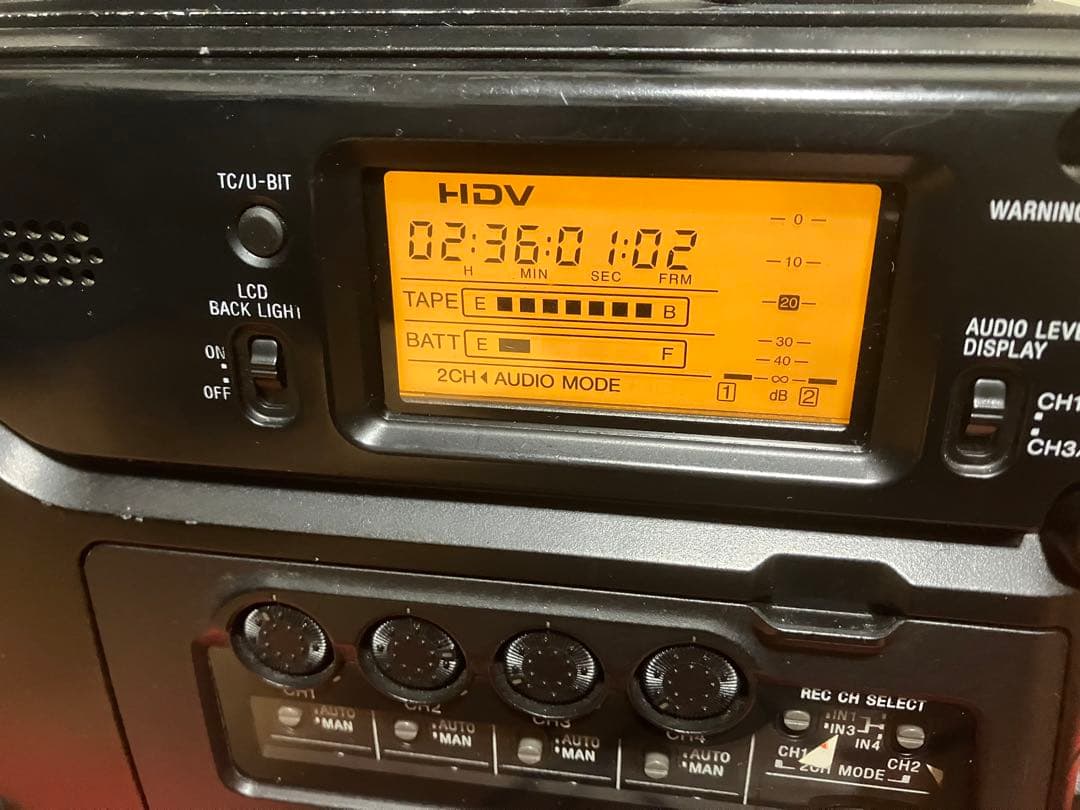 TC/U-BIT
LCD
BACK LIGHT
ON
OFF
HDV
02:36:01:02
H MIN SEC FRM
TAPE E B
BATT E F
2CH AUDIO MODE
0
10
20
30
40
∞
1 dB 2
WARNING
AUDIO LEVE
DISPLAY
CH1
CH3
CH1
AUTO
MAN
CH2
AUTO
MAN
CH3
AUTO
MAN
CH4
AUTO
MAN
REC CH SELECT
IN1
IN3
IN4
CH1
CH2
2CH MODE